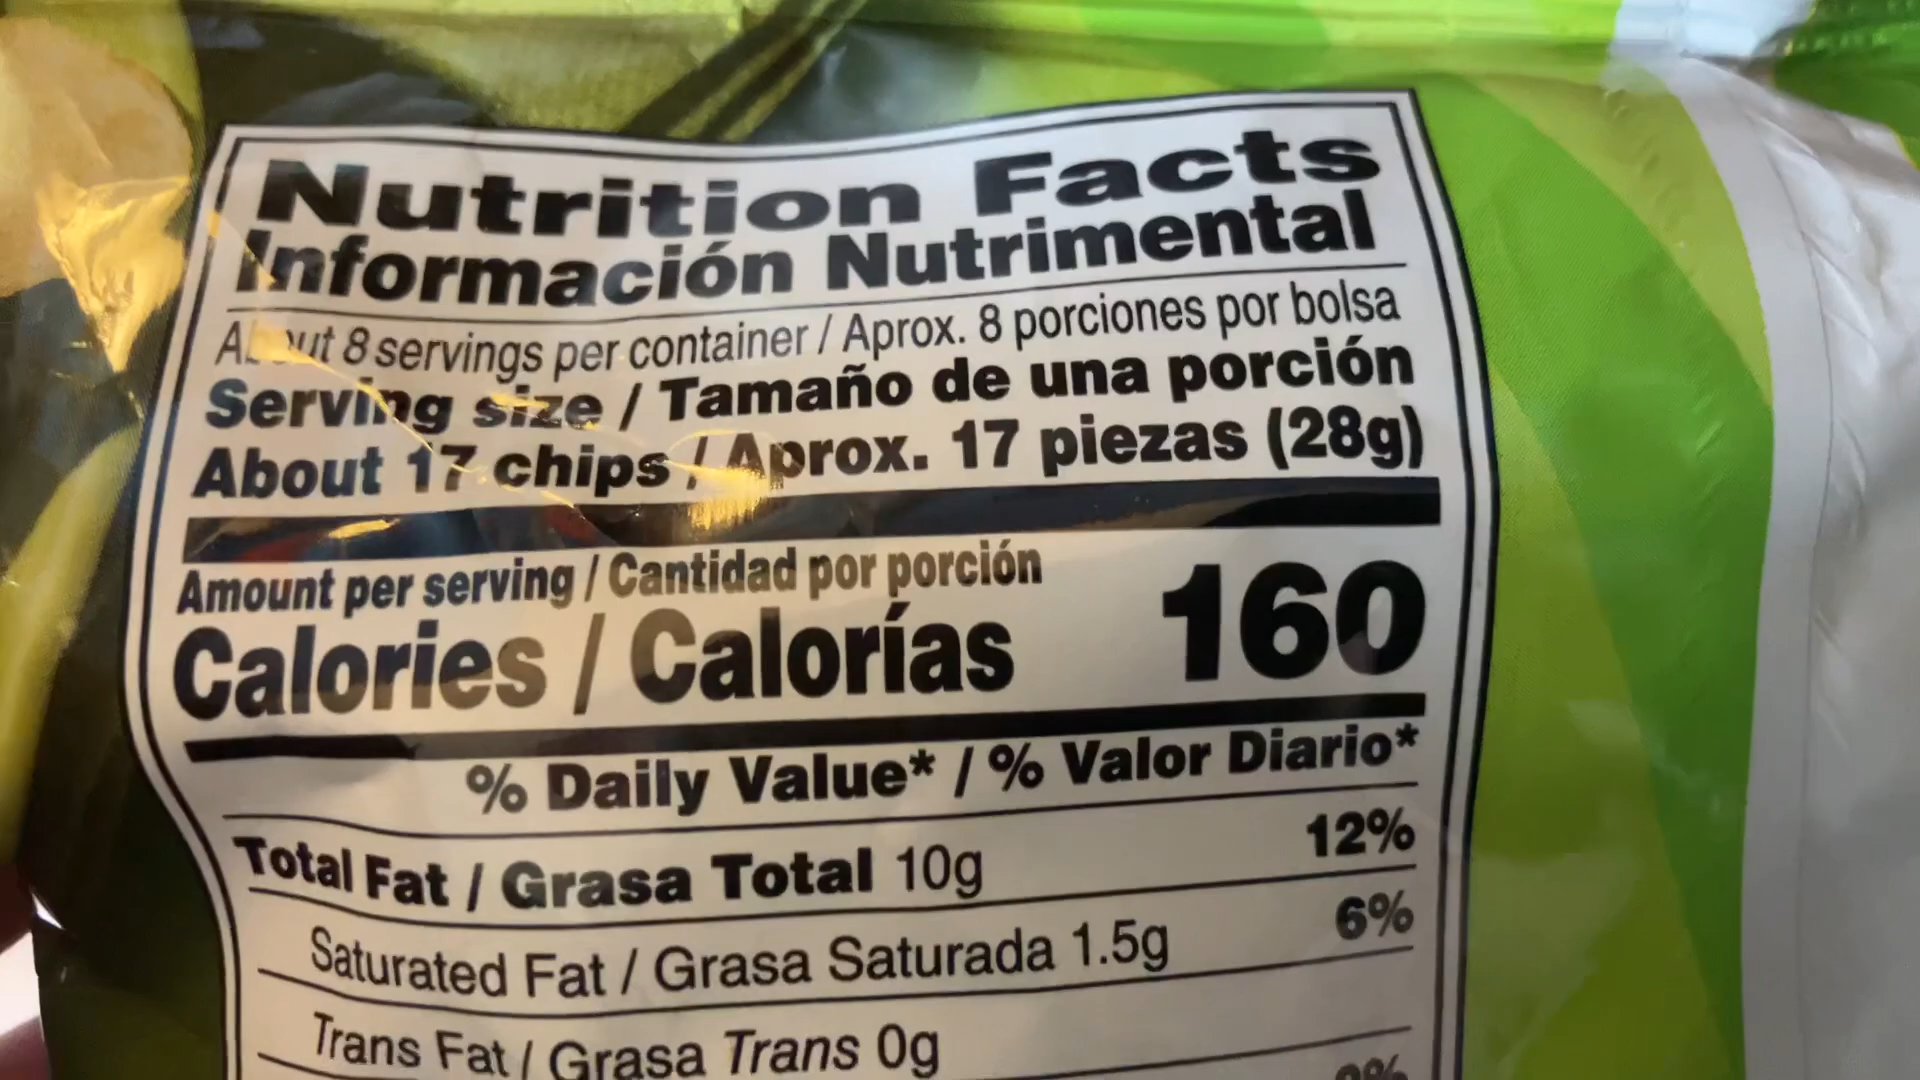 Nutrition Facts
Información Nutrimental
About 8 servings per container / Aprox. 8 porciones por bolsa
Serving size / Tamaño de una porción
About 17 chips / Aprox. 17 piezas (28g)
Amount per serving / Cantidad por porción
Calories / Calorías 160
% Daily Value* / % Valor Diario*
Total Fat / Grasa Total 10g 12%
Saturated Fat / Grasa Saturada 1.5g 6%
Trans Fat / Grasa Trans 0g